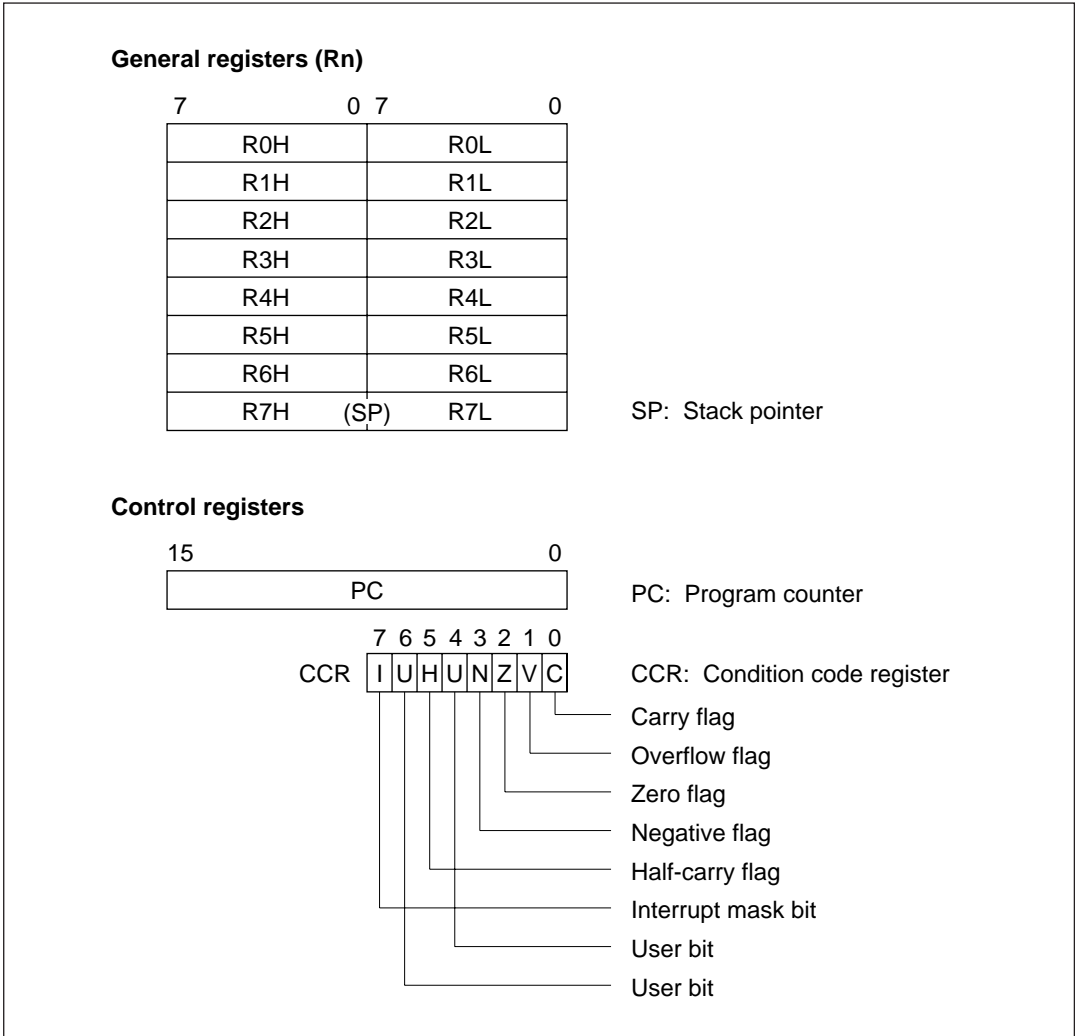 General registers (Rn)
7 0 7 0
R0H R0L
R1H R1L
R2H R2L
R3H R3L
R4H R4L
R5H R5L
R6H R6L
R7H (SP) R7L SP: Stack pointer
Control registers
15 0
PC PC: Program counter
7 6 5 4 3 2 1 0
CCR I U H U N Z V C CCR: Condition code register
Carry flag
Overflow flag
Zero flag
Negative flag
Half-carry flag
Interrupt mask bit
User bit
User bit